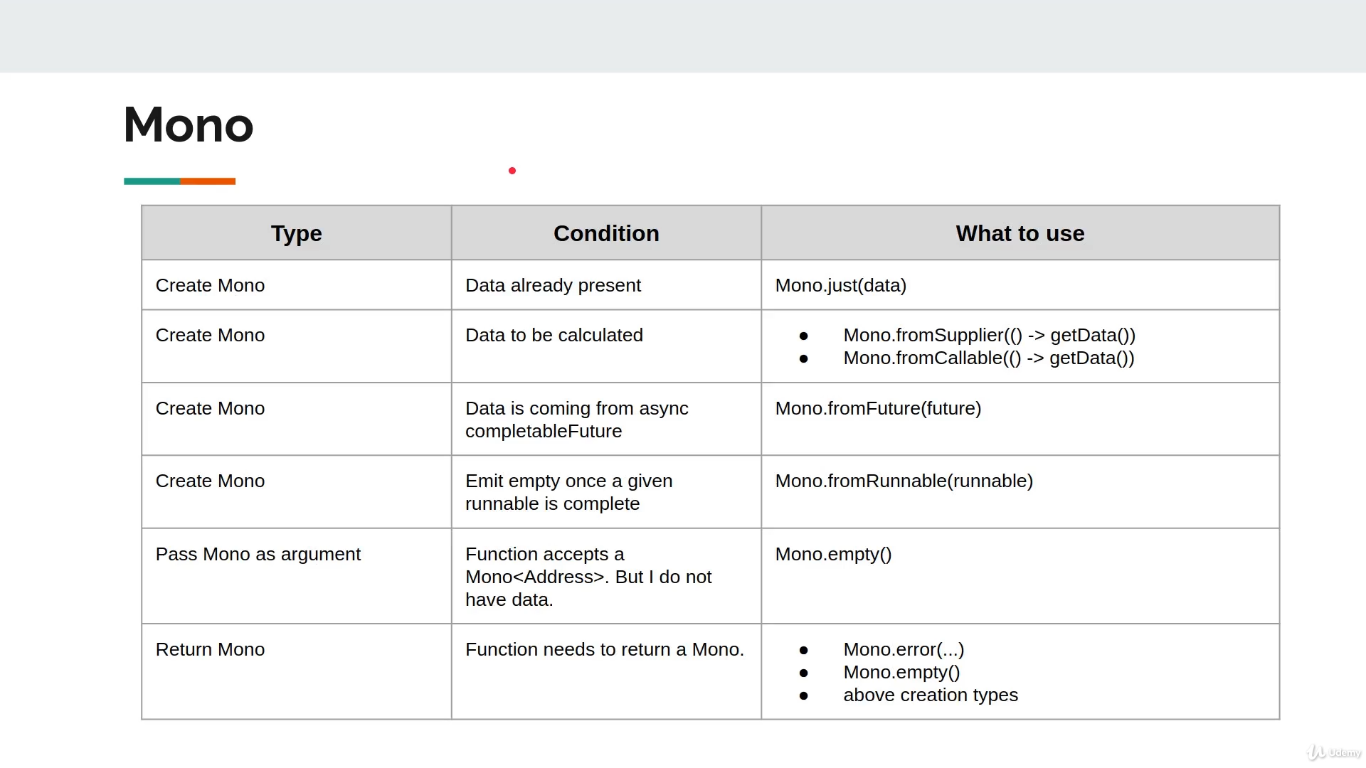 Mono
Type
Condition
What to use
Create Mono
Data already present
Mono.just(data)
Create Mono
Data to be calculated
● Mono.fromSupplier(() -> getData())
● Mono.fromCallable(() -> getData())
Create Mono
Data is coming from async
completableFuture
Mono.fromFuture(future)
Create Mono
Emit empty once a given
runnable is complete
Mono.fromRunnable(runnable)
Pass Mono as argument
Function accepts a
Mono<Address>. But I do not
have data.
Mono.empty()
Return Mono
Function needs to return a Mono.
● Mono.error(...)
● Mono.empty()
● above creation types
Udemy